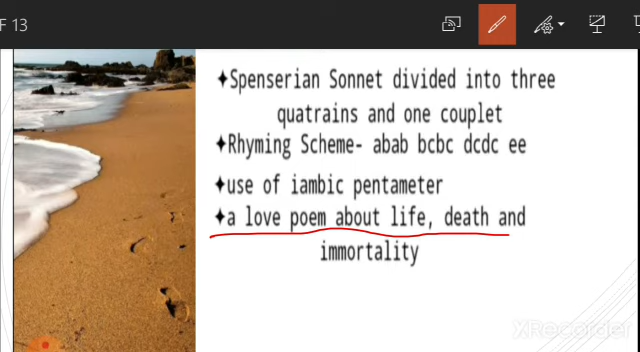 F 13
✦Spenserian Sonnet divided into three
quatrains and one couplet
✦Rhyming Scheme- abab bcbc dcdc ee
✦use of iambic pentameter
✦a love poem about life, death and
immortality
XRecorder